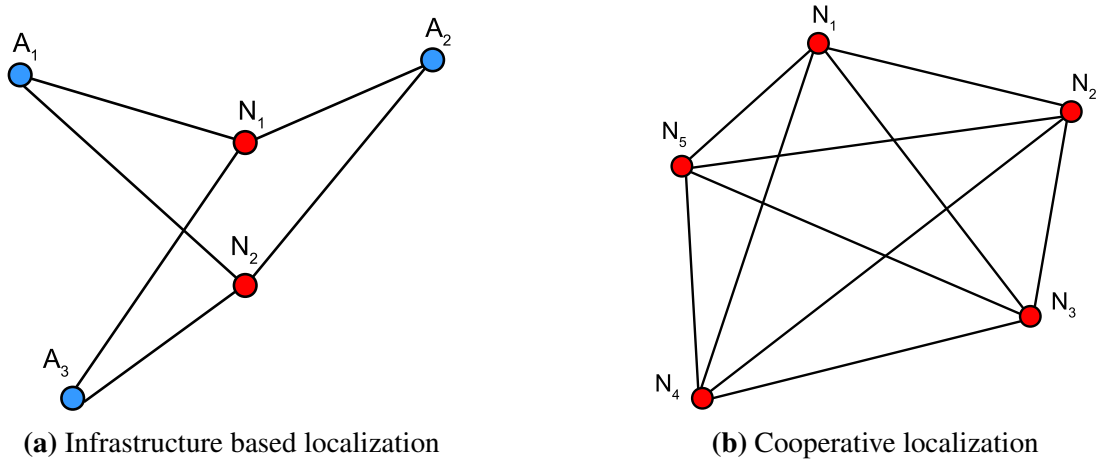 A₁
A₂
N₁
N₂
A₃
(a) Infrastructure based localization
N₁
N₂
N₅
N₃
N₄
(b) Cooperative localization